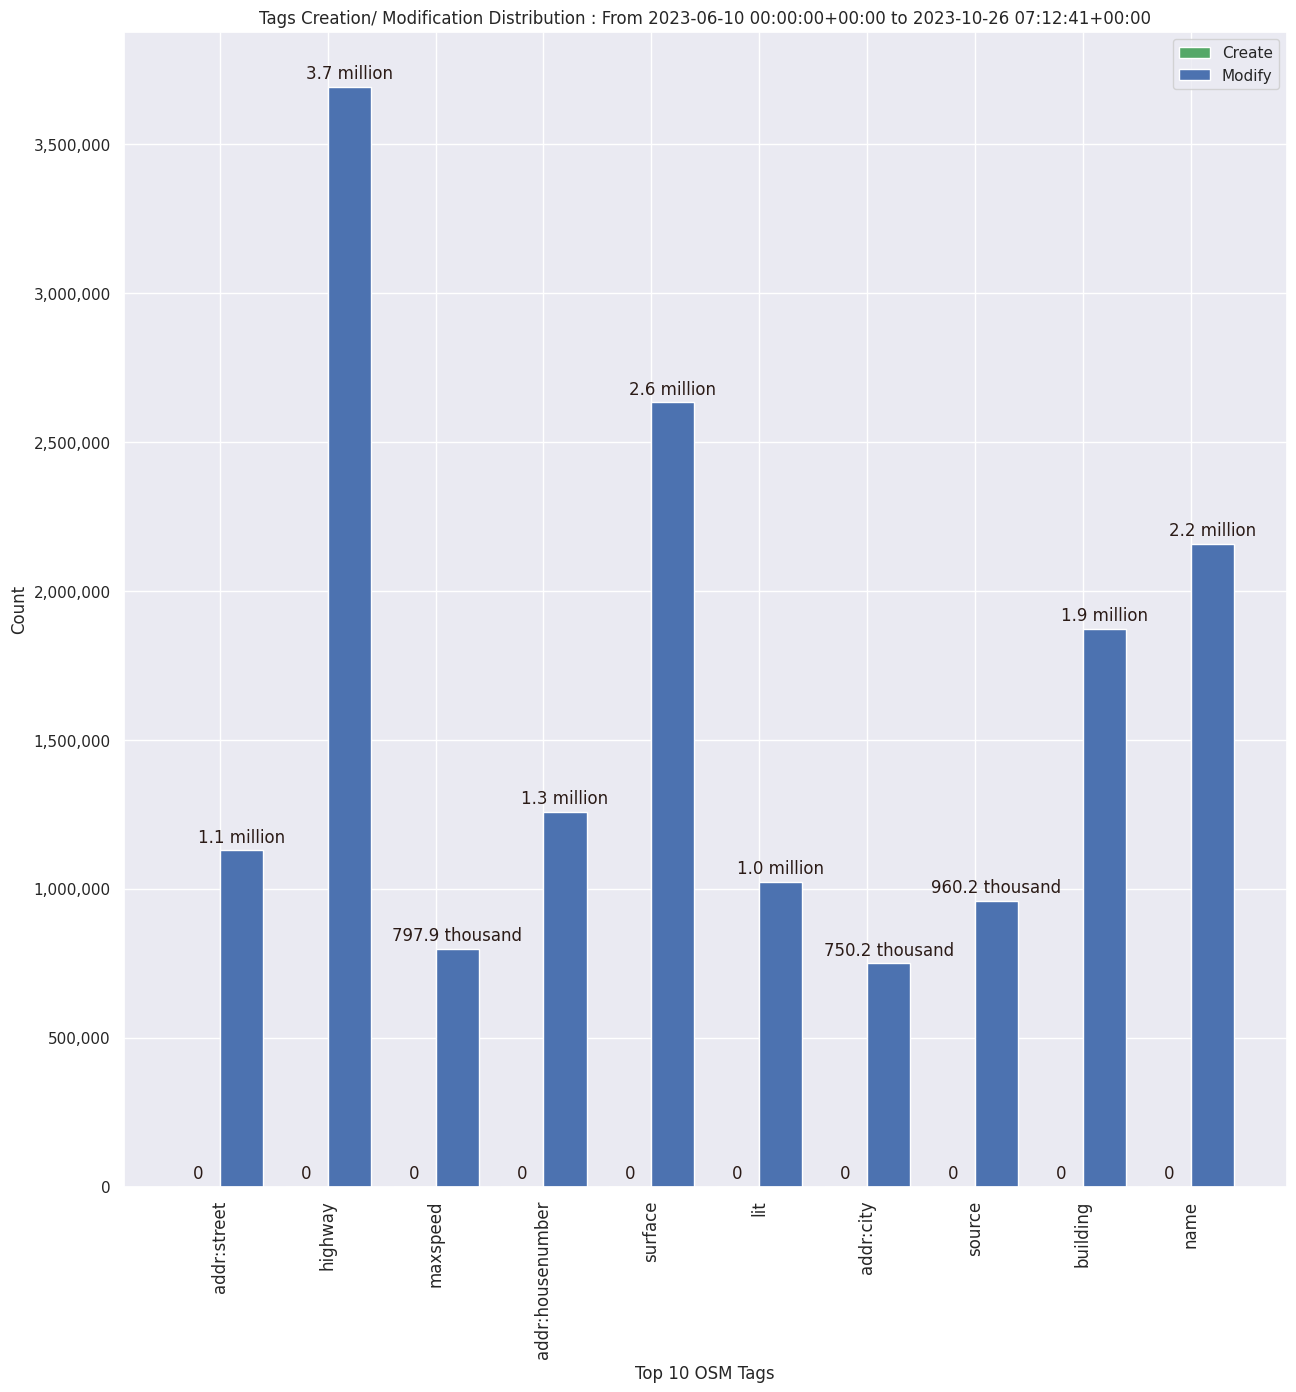 Tags Creation/ Modification Distribution : From 2023-06-10 00:00:00+00:00 to 2023-10-26 07:12:41+00:00
Create
Modify
3.7 million
3,500,000
3,000,000
2.6 million
2,500,000
2.2 million
2,000,000
1.9 million
Count
1,500,000
1.3 million
1.1 million
1.0 million
1,000,000
960.2 thousand
797.9 thousand
750.2 thousand
500,000
0 0 0 0 0 0 0 0 0 0
0
addr:street
highway
maxspeed
addr:housenumber
surface
lit
addr:city
source
building
name
Top 10 OSM Tags